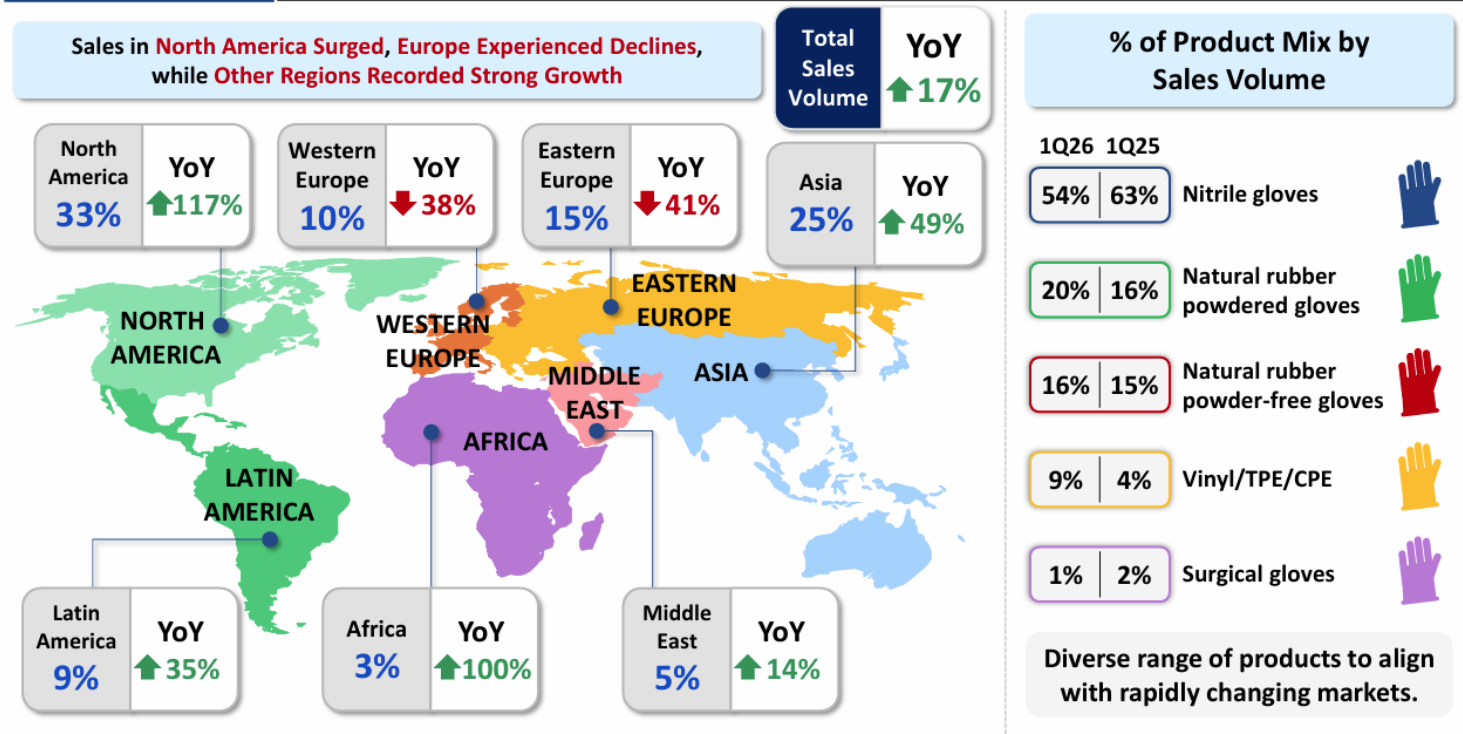 Sales in North America Surged, Europe Experienced Declines,
while Other Regions Recorded Strong Growth
Total
Sales
Volume
YoY
17%
North
America
33%
YoY
117%
Western
Europe
10%
YoY
38%
Eastern
Europe
15%
YoY
41%
Asia
25%
YoY
49%
NORTH
AMERICA
WESTERN
EUROPE
EASTERN
EUROPE
MIDDLE
EAST
ASIA
AFRICA
LATIN
AMERICA
Latin
America
9%
YoY
35%
Africa
3%
YoY
100%
Middle
East
5%
YoY
14%
% of Product Mix by
Sales Volume
1Q26 1Q25
54% 63% Nitrile gloves
20% 16% Natural rubber
powdered gloves
16% 15% Natural rubber
powder-free gloves
9% 4% Vinyl/TPE/CPE
1% 2% Surgical gloves
Diverse range of products to align
with rapidly changing markets.